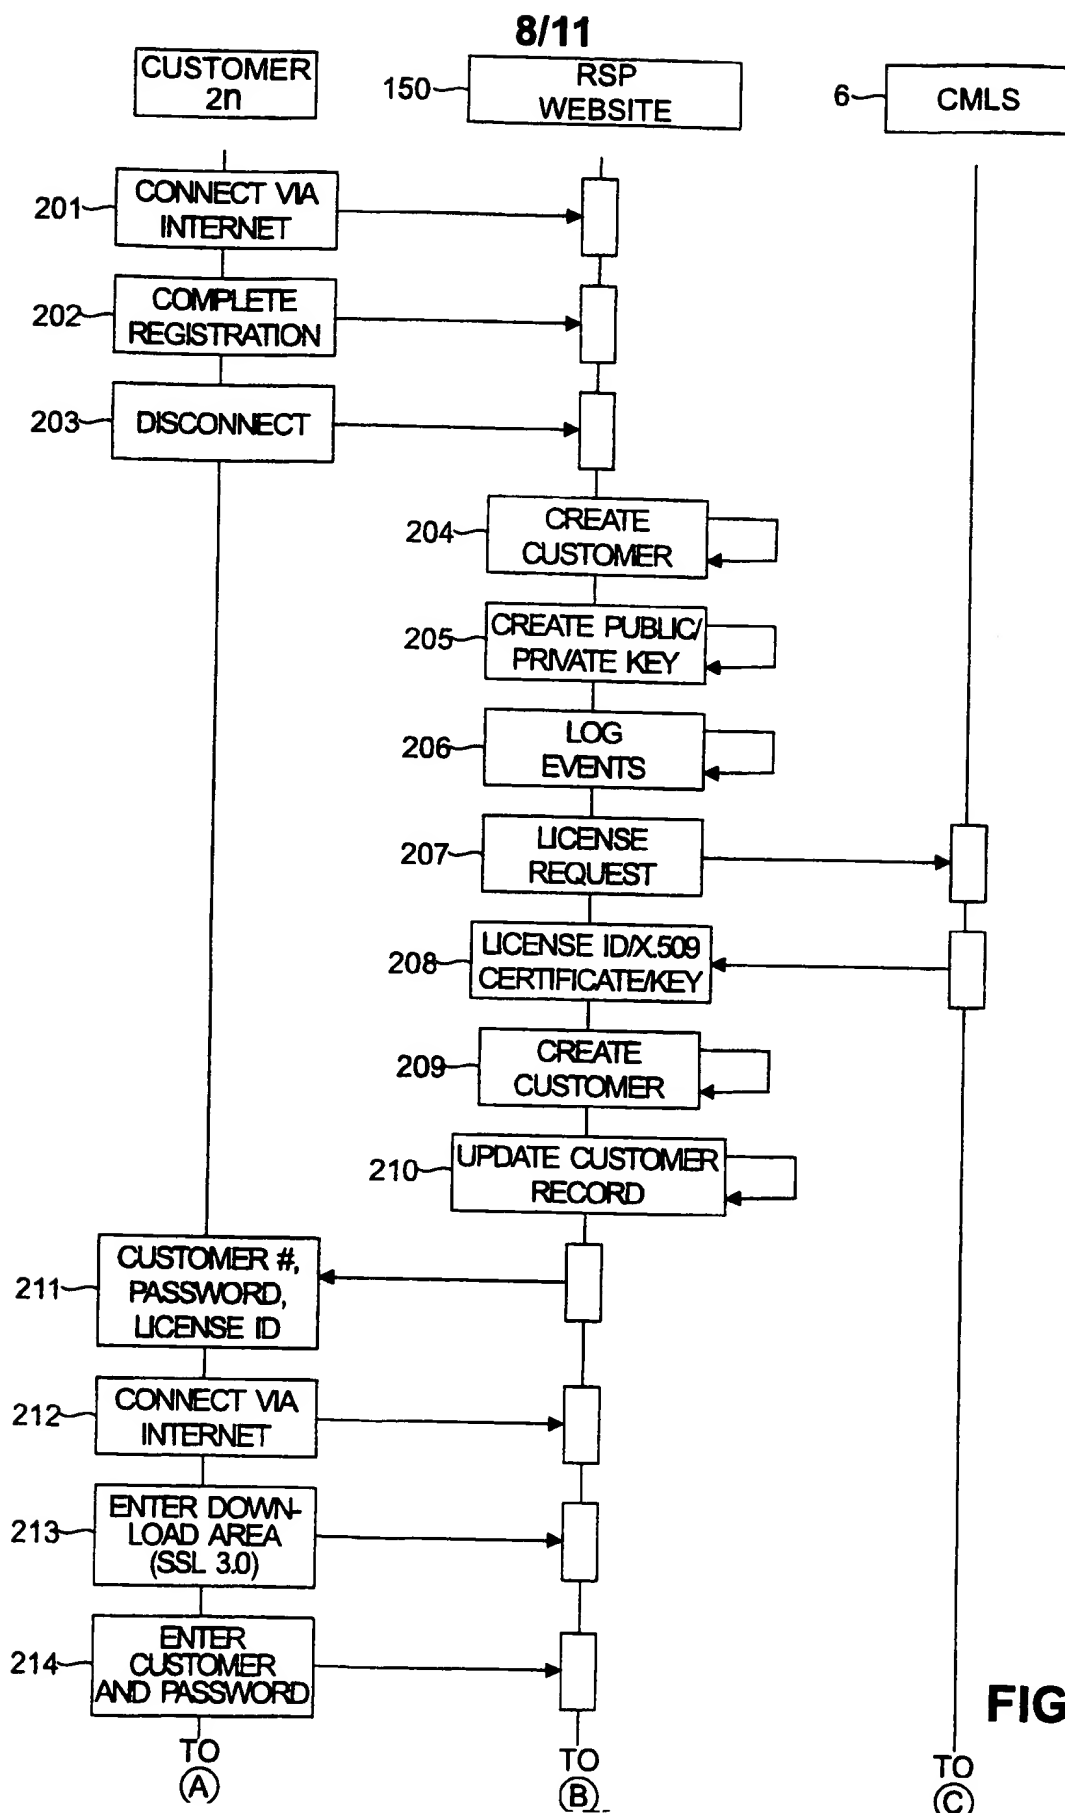 8/11
CUSTOMER
2n
150
RSP
WEBSITE
6
CMLS
201
CONNECT VIA
INTERNET
202
COMPLETE
REGISTRATION
203
DISCONNECT
204
CREATE
CUSTOMER
205
CREATE PUBLIC/
PRIVATE KEY
206
LOG
EVENTS
207
LICENSE
REQUEST
208
LICENSE ID/X.509
CERTIFICATE/KEY
209
CREATE
CUSTOMER
210
UPDATE CUSTOMER
RECORD
211
CUSTOMER #,
PASSWORD,
LICENSE ID
212
CONNECT VIA
INTERNET
213
ENTER DOWN-
LOAD AREA
(SSL 3.0)
214
ENTER
CUSTOMER
AND PASSWORD
FIG
TO
A
TO
B
TO
C